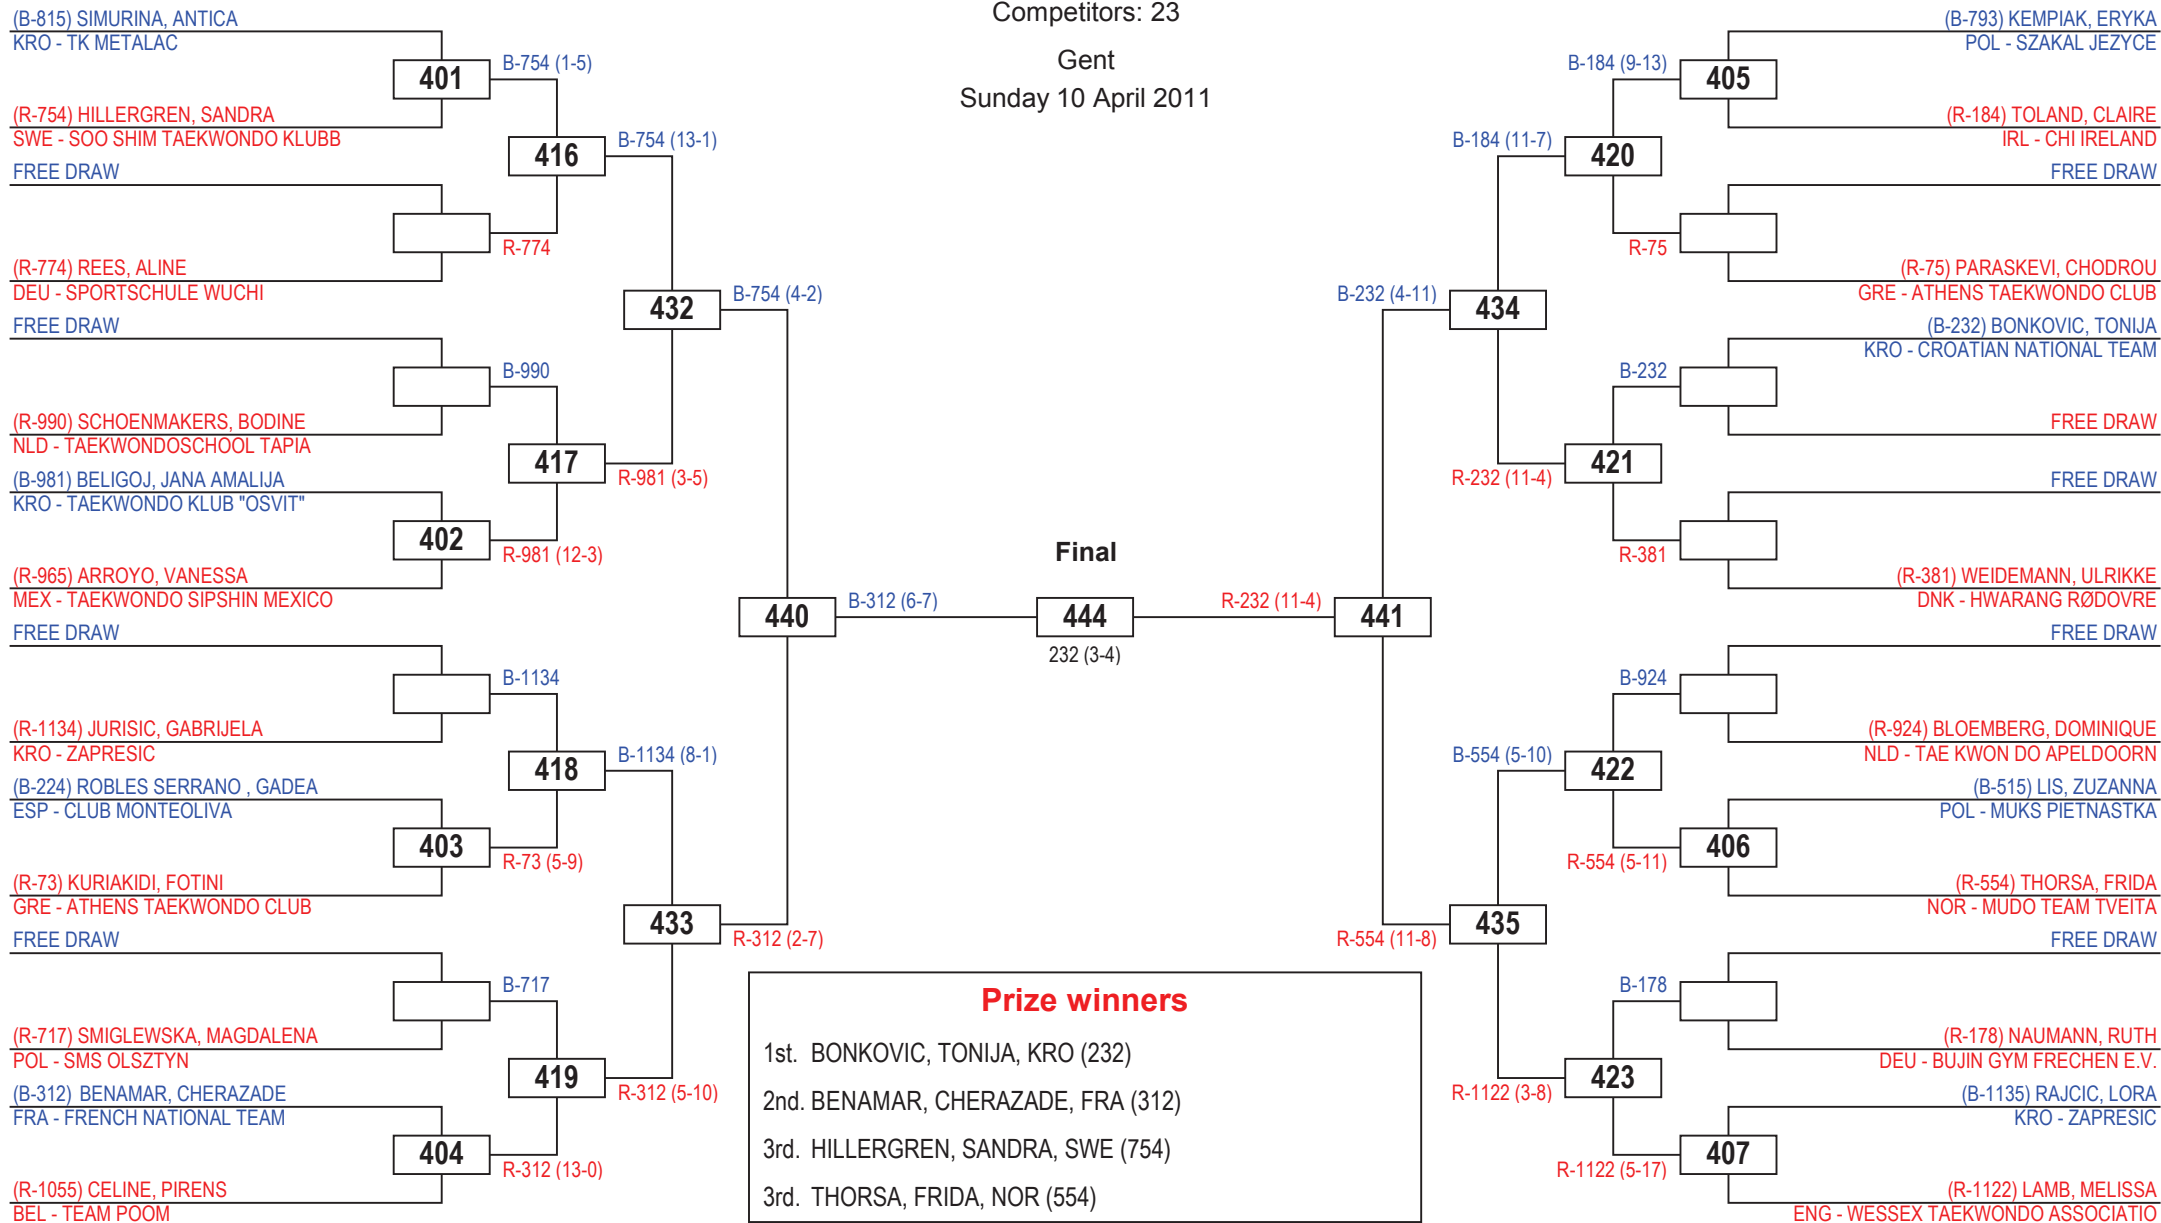 Competitors: 23
Gent
Sunday 10 April 2011
(B-815) SIMURINA, ANTICA
KRO - TK METALAC
401
B-754 (1-5)
(R-754) HILLERGREN, SANDRA
SWE - SOO SHIM TAEKWONDO KLUBB
416
B-754 (13-1)
FREE DRAW
R-774
(R-774) REES, ALINE
DEU - SPORTSCHULE WUCHI
432
B-754 (4-2)
FREE DRAW
B-990
(R-990) SCHOENMAKERS, BODINE
NLD - TAEKWONDOSCHOOL TAPIA
417
R-981 (3-5)
(B-981) BELIGOJ, JANA AMALIJA
KRO - TAEKWONDO KLUB "OSVIT"
402
R-981 (12-3)
(R-965) ARROYO, VANESSA
MEX - TAEKWONDO SIPSHIN MEXICO
440
B-312 (6-7)
FREE DRAW
B-1134
(R-1134) JURISIC, GABRIJELA
KRO - ZAPRESIC
418
B-1134 (8-1)
(B-224) ROBLES SERRANO , GADEA
ESP - CLUB MONTEOLIVA
403
R-73 (5-9)
(R-73) KURIAKIDI, FOTINI
GRE - ATHENS TAEKWONDO CLUB
433
R-312 (2-7)
FREE DRAW
B-717
(R-717) SMIGLEWSKA, MAGDALENA
POL - SMS OLSZTYN
419
R-312 (5-10)
(B-312) BENAMAR, CHERAZADE
FRA - FRENCH NATIONAL TEAM
404
R-312 (13-0)
(R-1055) CELINE, PIRENS
BEL - TEAM POOM
Final
444
232 (3-4)
(B-793) KEMPIAK, ERYKA
POL - SZAKAL JEZYCE
B-184 (9-13)
405
(R-184) TOLAND, CLAIRE
IRL - CHI IRELAND
B-184 (11-7)
420
FREE DRAW
R-75
(R-75) PARASKEVI, CHODROU
GRE - ATHENS TAEKWONDO CLUB
B-232 (4-11)
434
(B-232) BONKOVIC, TONIJA
KRO - CROATIAN NATIONAL TEAM
B-232
FREE DRAW
R-232 (11-4)
421
FREE DRAW
R-381
(R-381) WEIDEMANN, ULRIKKE
DNK - HWARANG RØDOVRE
R-232 (11-4)
441
FREE DRAW
B-924
(R-924) BLOEMBERG, DOMINIQUE
NLD - TAE KWON DO APELDOORN
B-554 (5-10)
422
(B-515) LIS, ZUZANNA
POL - MUKS PIETNASTKA
R-554 (5-11)
406
(R-554) THORSA, FRIDA
NOR - MUDO TEAM TVEITA
R-554 (11-8)
435
FREE DRAW
B-178
(R-178) NAUMANN, RUTH
DEU - BUJIN GYM FRECHEN E.V.
R-1122 (3-8)
423
(B-1135) RAJCIC, LORA
KRO - ZAPRESIC
R-1122 (5-17)
407
(R-1122) LAMB, MELISSA
ENG - WESSEX TAEKWONDO ASSOCIATIO
Prize winners
1st. BONKOVIC, TONIJA, KRO (232)
2nd. BENAMAR, CHERAZADE, FRA (312)
3rd. HILLERGREN, SANDRA, SWE (754)
3rd. THORSA, FRIDA, NOR (554)